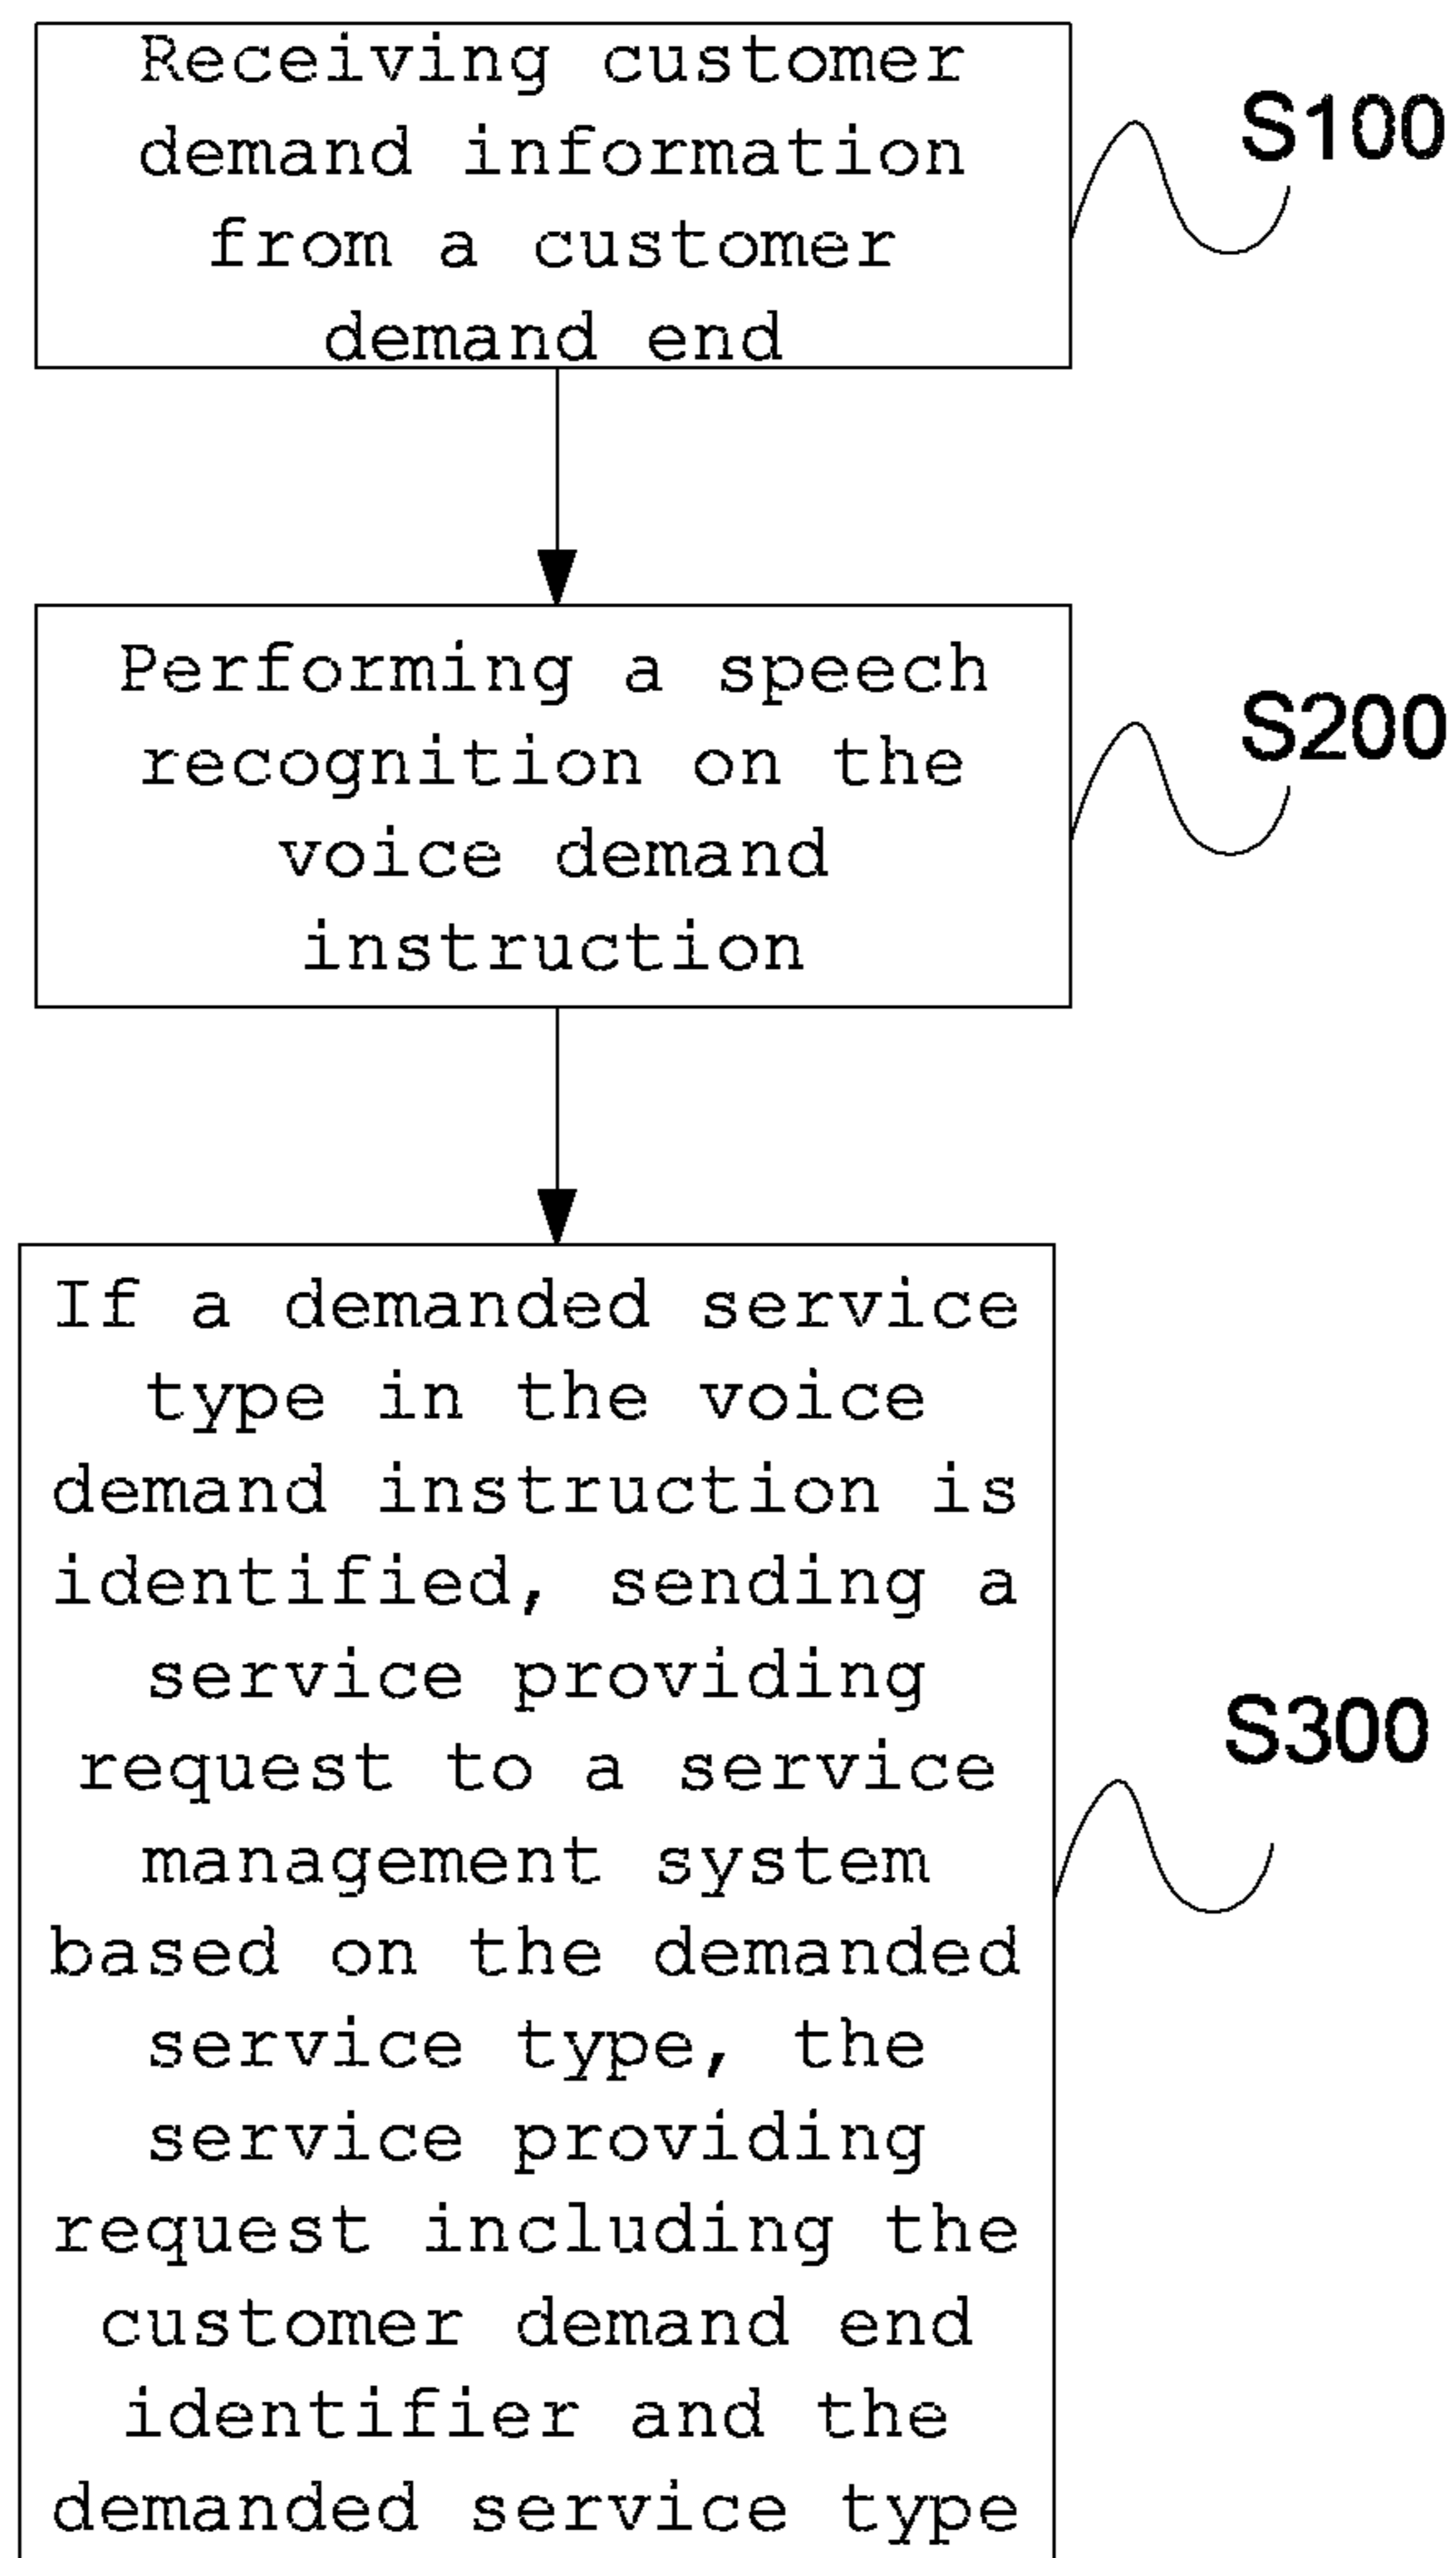 Receiving customer
demand information
from a customer
demand end
S100
Performing a speech
recognition on the
voice demand
instruction
S200
If a demanded service
type in the voice
demand instruction is
identified, sending a
service providing
request to a service
management system
based on the demanded
service type, the
service providing
request including the
customer demand end
identifier and the
demanded service type
S300